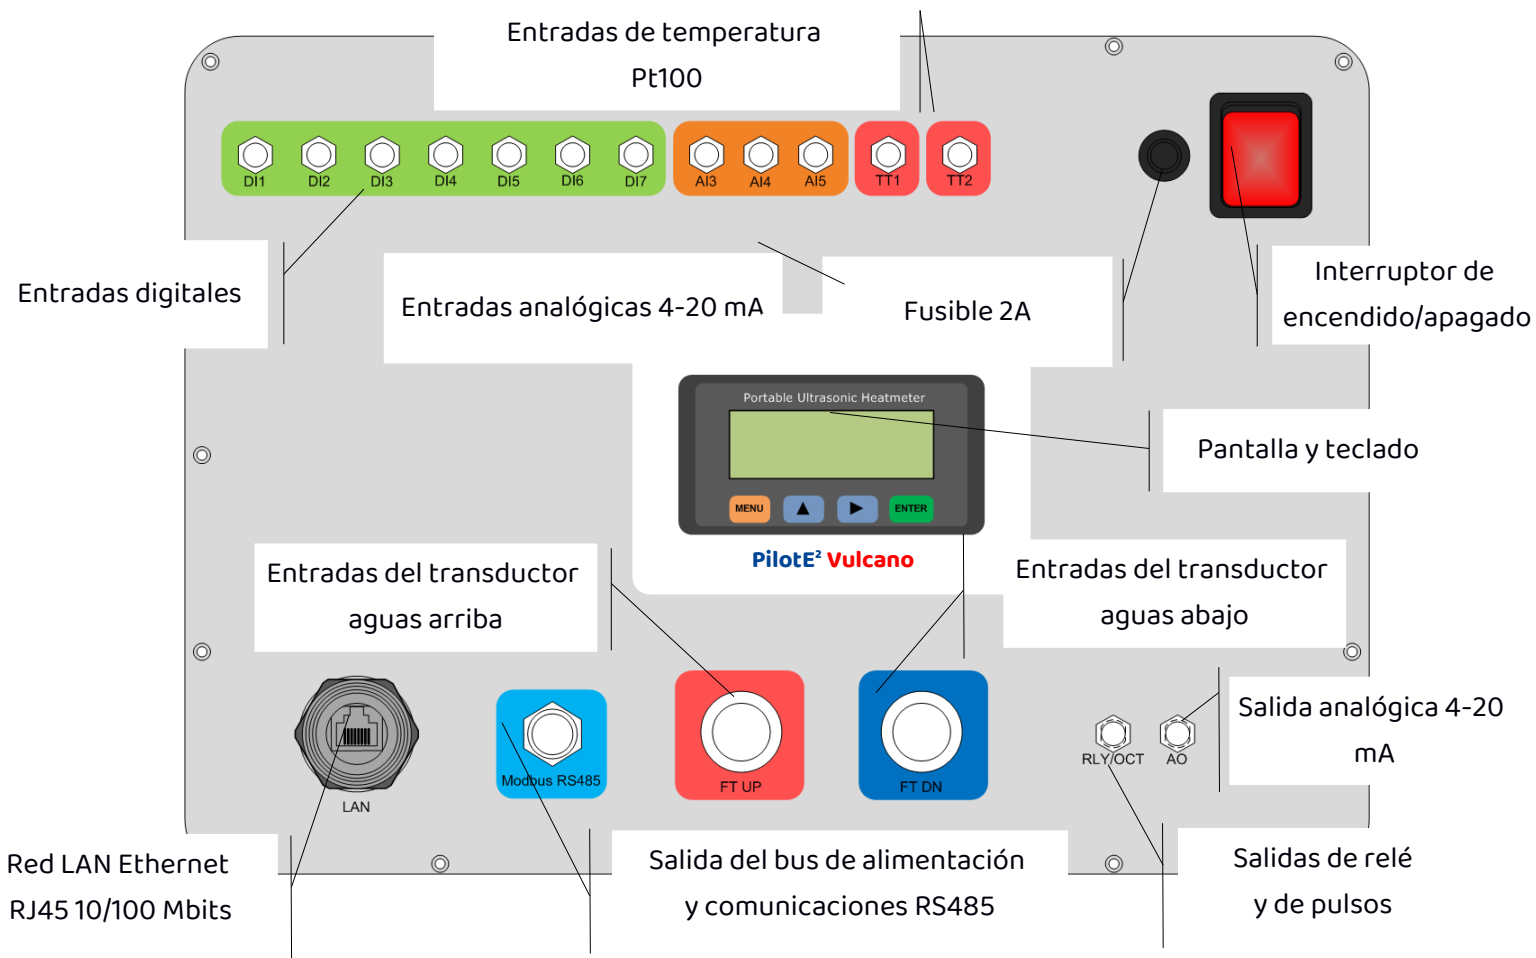 Entradas de temperatura
Pt100
DI1 DI2 DI3 DI4 DI5 DI6 DI7 AI3 AI4 AI5 TT1 TT2
Entradas digitales
Entradas analógicas 4-20 mA
Fusible 2A
Interruptor de
encendido/apagado
Portable Ultrasonic Heatmeter
MENU ENTER
Pantalla y teclado
PilotE² Vulcano
Entradas del transductor
aguas arriba
Entradas del transductor
aguas abajo
LAN
Modbus RS485
FT UP
FT DN
RLY/OCT AO
Salida analógica 4-20
mA
Red LAN Ethernet
RJ45 10/100 Mbits
Salida del bus de alimentación
y comunicaciones RS485
Salidas de relé
y de pulsos